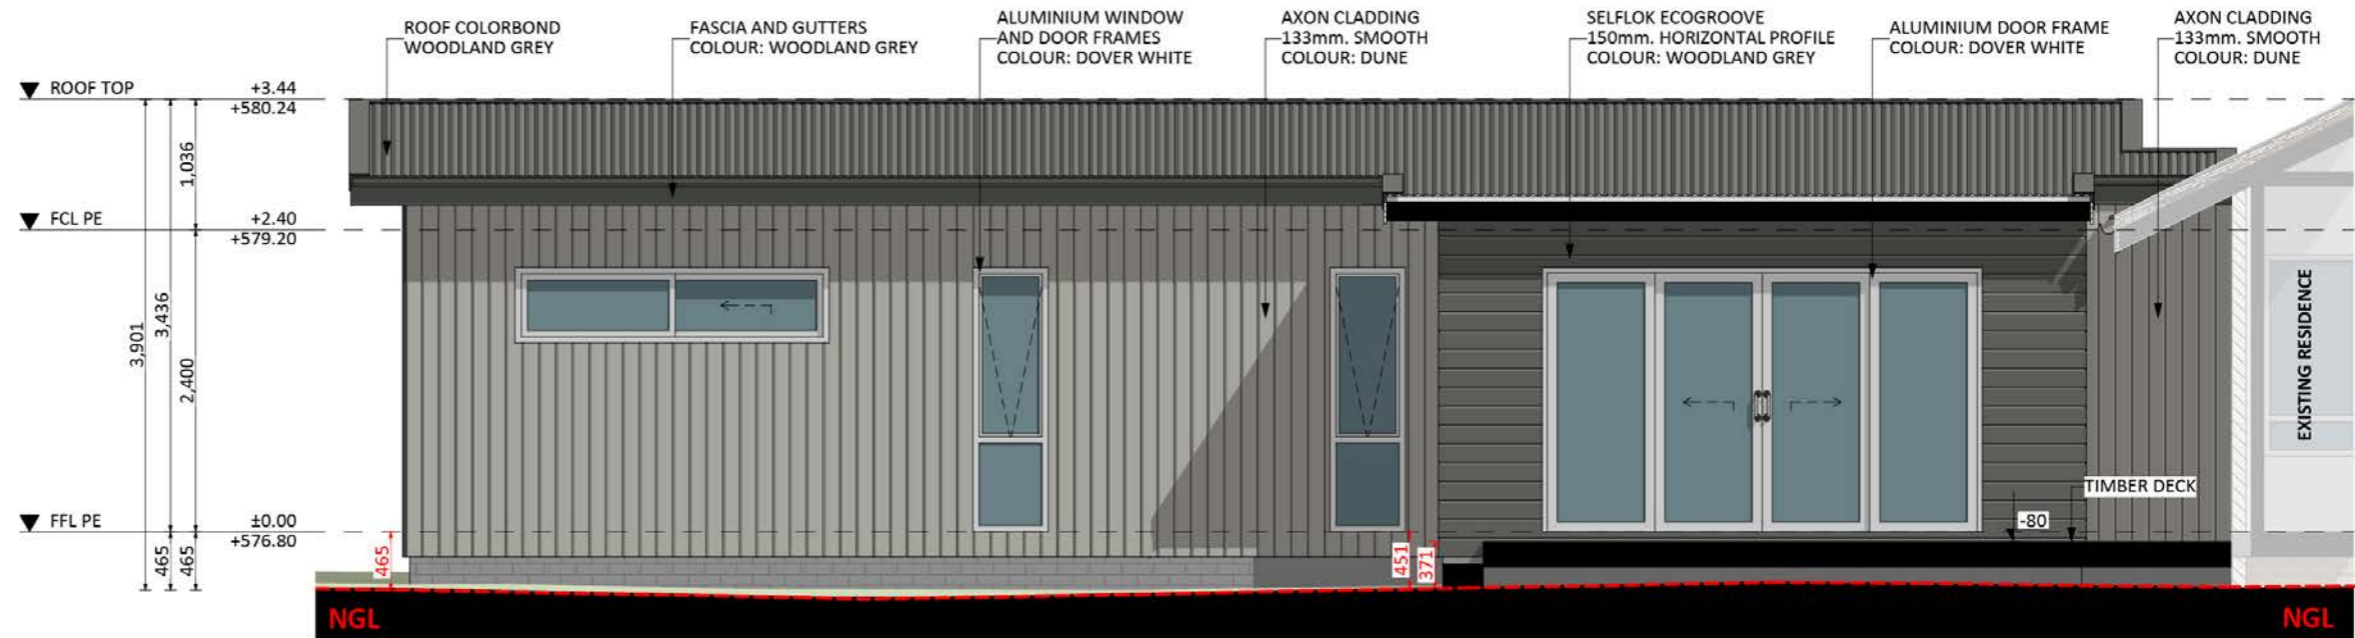 ROOF COLORBOND
WOODLAND GREY
FASCIA AND GUTTERS
COLOUR: WOODLAND GREY
ALUMINIUM WINDOW
AND DOOR FRAMES
COLOUR: DOVER WHITE
AXON CLADDING
133mm. SMOOTH
COLOUR: DUNE
SELFLOK ECOGROOVE
150mm. HORIZONTAL PROFILE
COLOUR: WOODLAND GREY
ALUMINIUM DOOR FRAME
COLOUR: DOVER WHITE
AXON CLADDING
133mm. SMOOTH
COLOUR: DUNE
ROOF TOP
+3.44
+580.24
1,036
FCL PE
+2.40
+579.20
3,901
3,436
2,400
EXISTING RESIDENCE
TIMBER DECK
-80
FFL PE
±0.00
+576.80
465
465
465
451
371
NGL
NGL